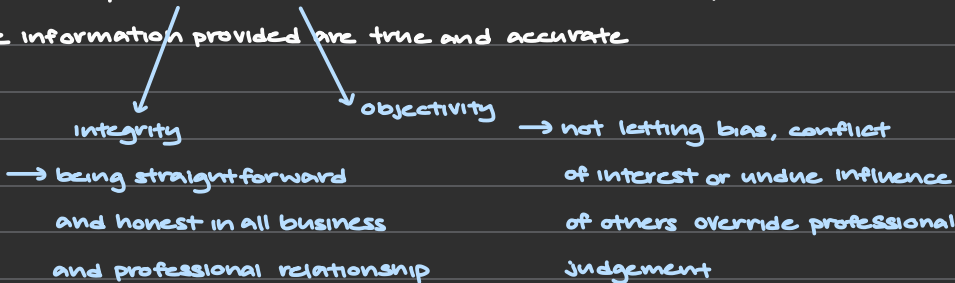 information provided are true and accurate
objectivity
integrity
→ not letting bias, conflict
→ being straightforward
of interest or undue influence
and honest in all business
of others override professional
and professional relationship
judgement